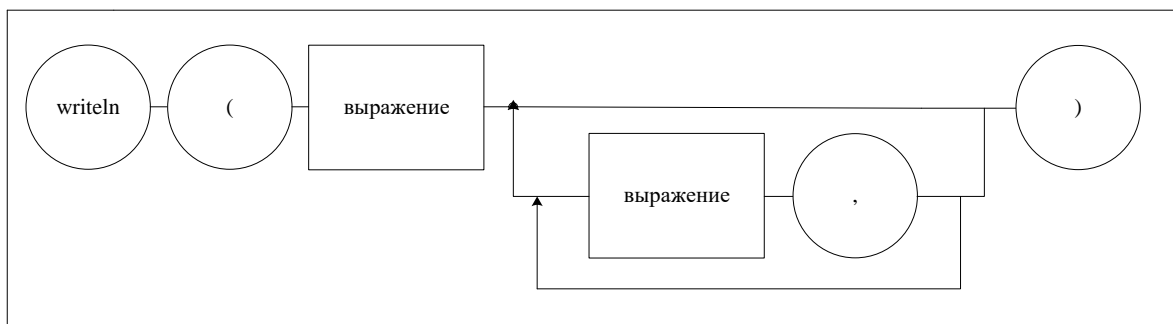 writeln ( выражение )
выражение ,